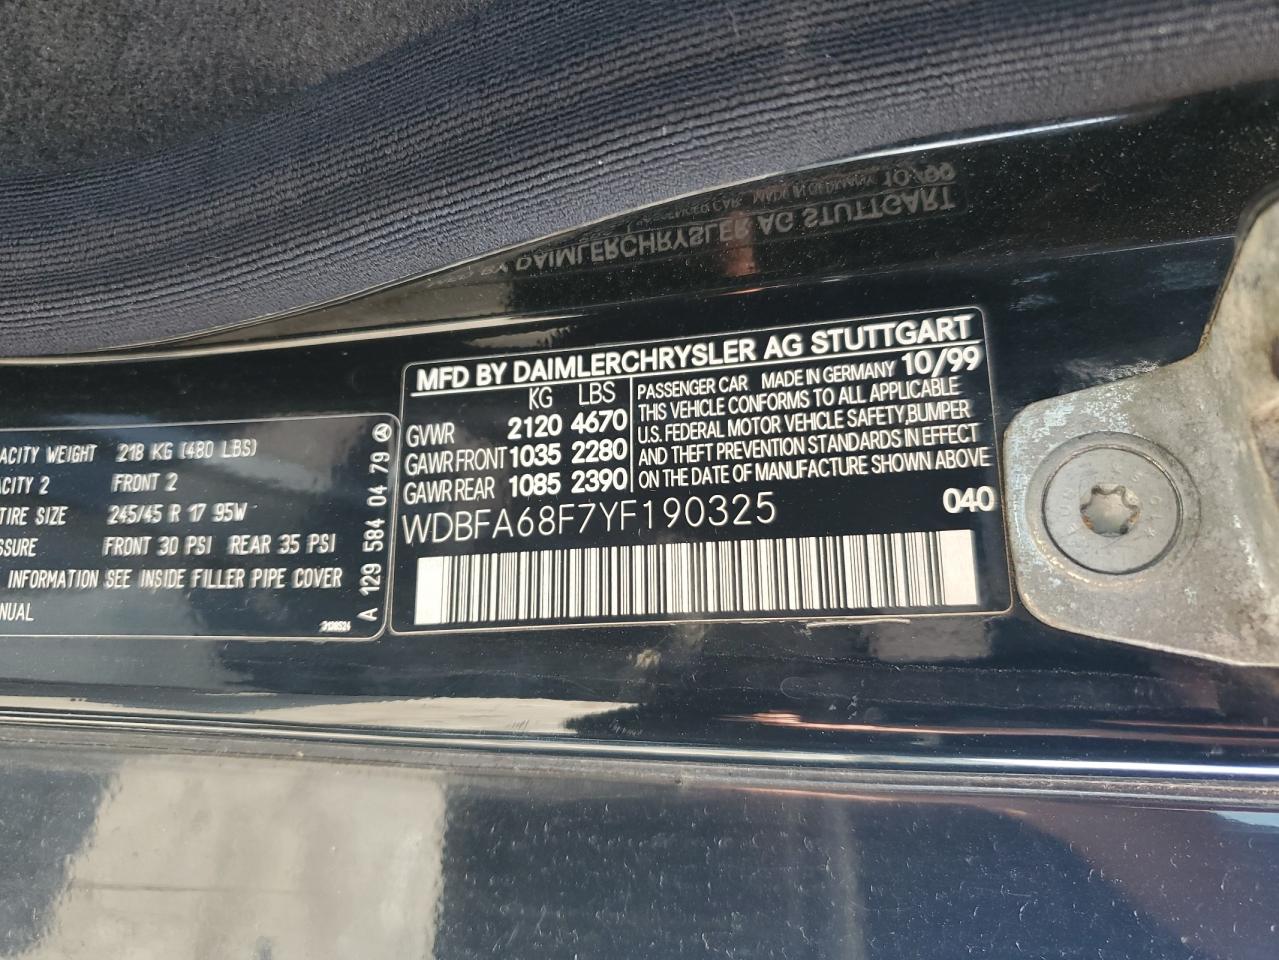 MFD BY DAIMLERCHRYSLER AG STUTTGART
KG LBS
GVWR 2120 4670
GAWR FRONT 1035 2280
GAWR REAR 1085 2390
PASSENGER CAR MADE IN GERMANY 10/99
THIS VEHICLE CONFORMS TO ALL APPLICABLE
U.S. FEDERAL MOTOR VEHICLE SAFETY,BUMPER
AND THEFT PREVENTION STANDARDS IN EFFECT
ON THE DATE OF MANUFACTURE SHOWN ABOVE
WDBFA68F7YF190325 040
ACITY WEIGHT 218 KG (480 LBS)
ACITY 2 FRONT 2
TIRE SIZE 245/45 R 17 95W
SSURE FRONT 30 PSI REAR 35 PSI
INFORMATION SEE INSIDE FILLER PIPE COVER
NUAL
A 129 584 04 79